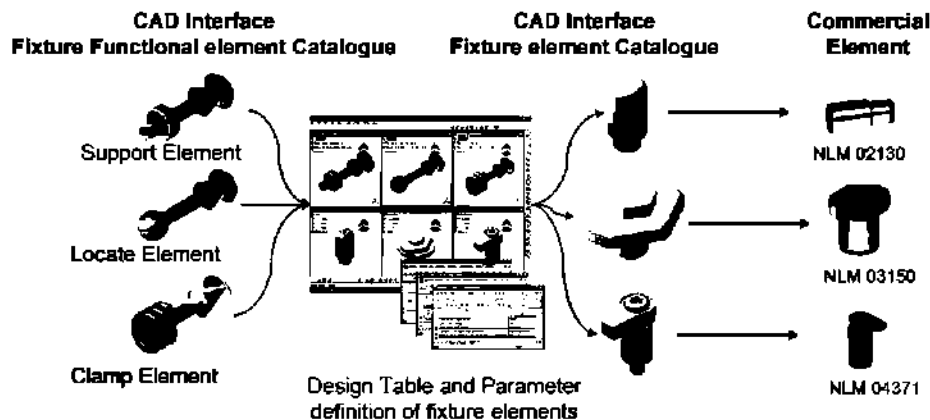 CAD Interface
Fixture Functional element Catalogue
CAD Interface
Fixture element Catalogue
Commercial
Element
Support Element
NLM 02130
Locate Element
NLM 03150
Clamp Element
NLM 04371
Design Table and Parameter
definition of fixture elements